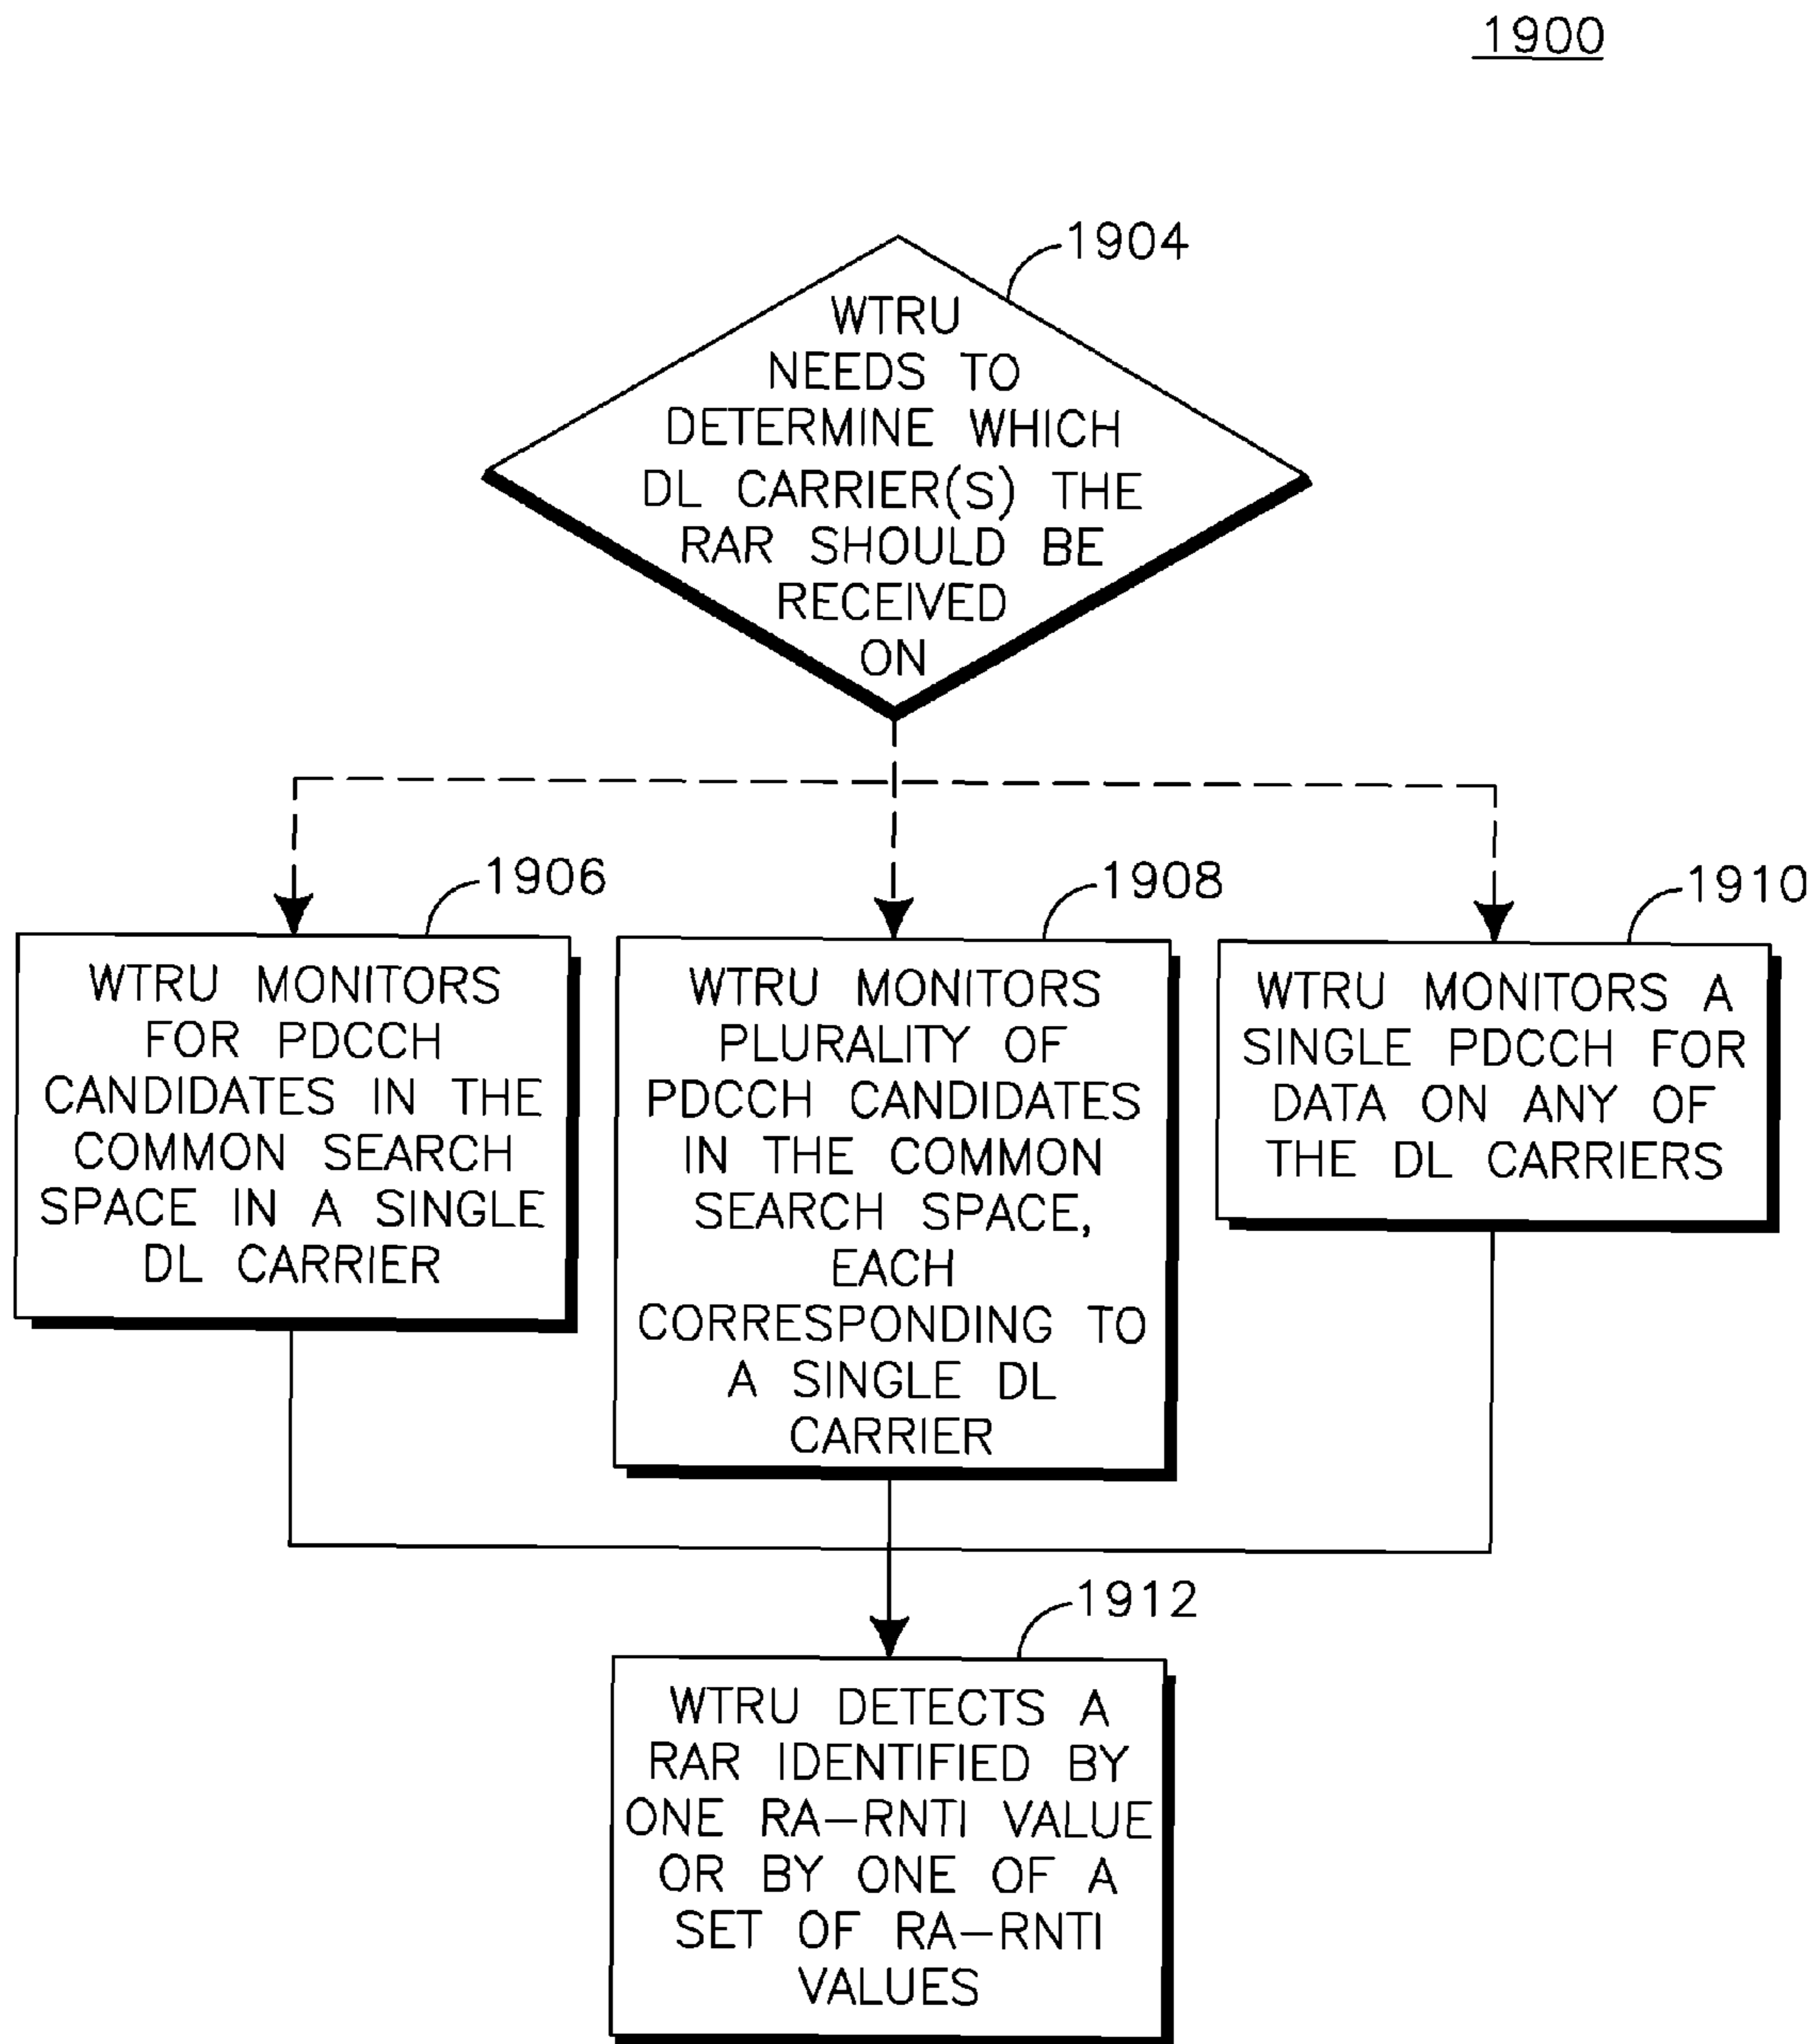 1900
1904
WTRU
NEEDS TO
DETERMINE WHICH
DL CARRIER(S) THE
RAR SHOULD BE
RECEIVED
ON
1906
WTRU MONITORS
FOR PDCCH
CANDIDATES IN THE
COMMON SEARCH
SPACE IN A SINGLE
DL CARRIER
1908
WTRU MONITORS
PLURALITY OF
PDCCH CANDIDATES
IN THE COMMON
SEARCH SPACE,
EACH
CORRESPONDING TO
A SINGLE DL
CARRIER
1910
WTRU MONITORS A
SINGLE PDCCH FOR
DATA ON ANY OF
THE DL CARRIERS
1912
WTRU DETECTS A
RAR IDENTIFIED BY
ONE RA-RNTI VALUE
OR BY ONE OF A
SET OF RA-RNTI
VALUES